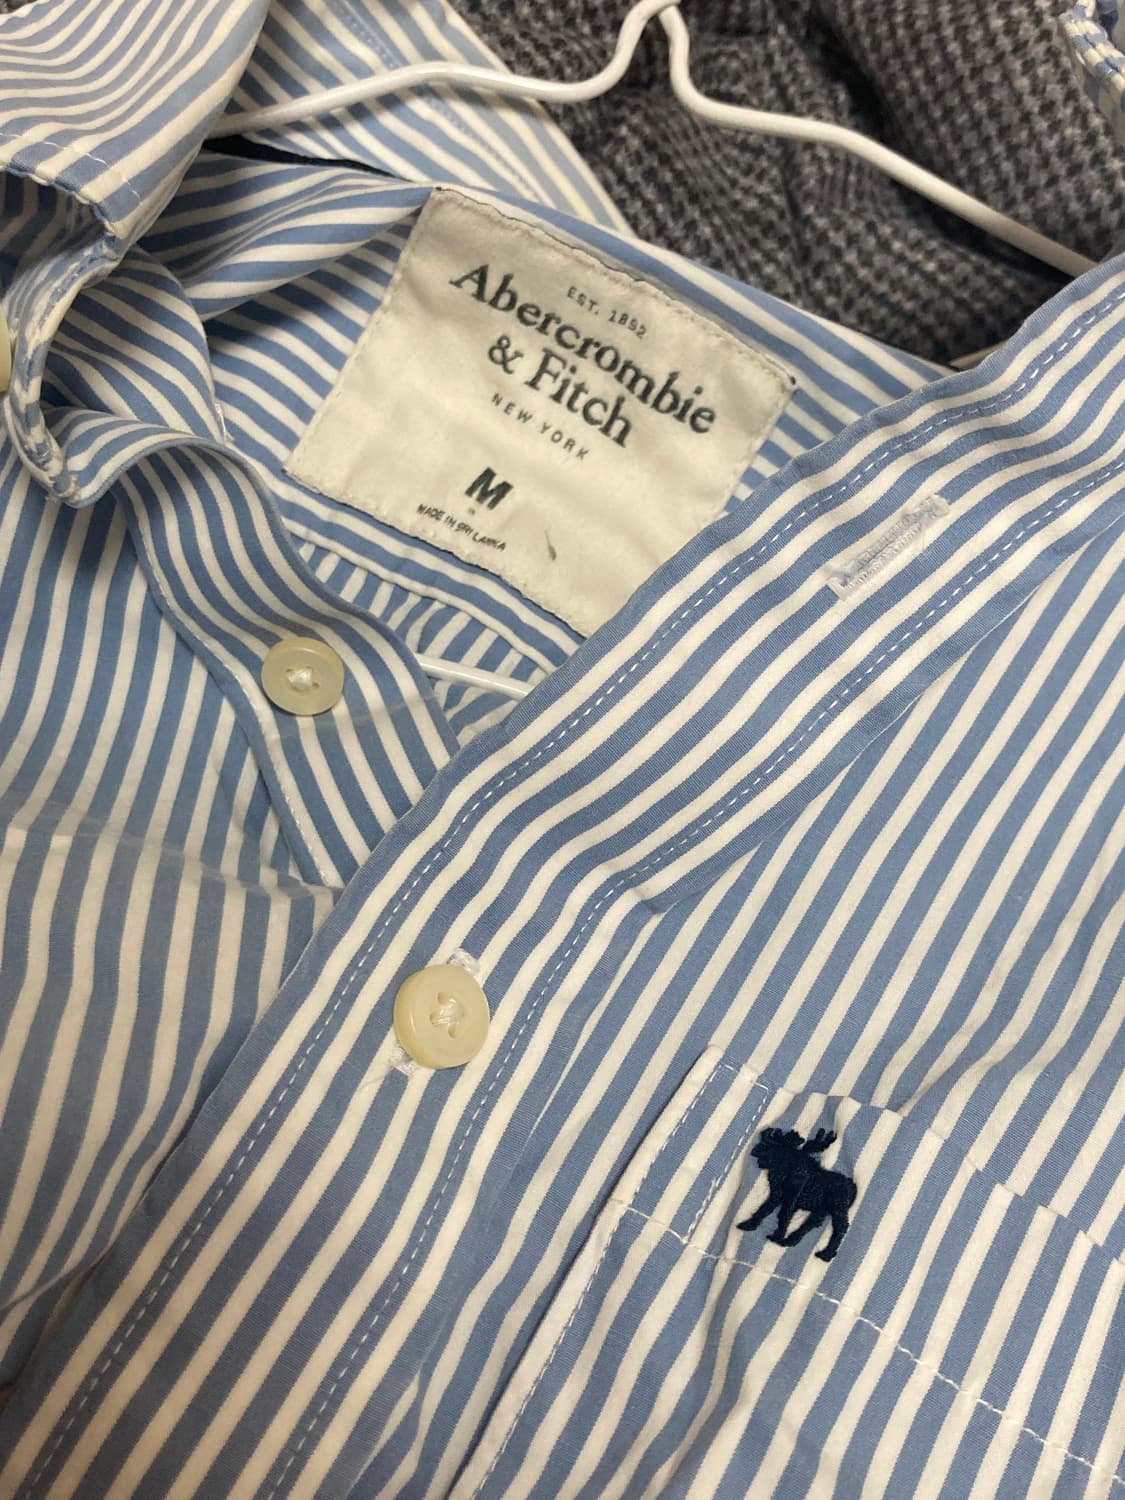 EST. 1892
Abercrombie
& Fitch
NEW YORK
M
MADE IN SRI LANKA